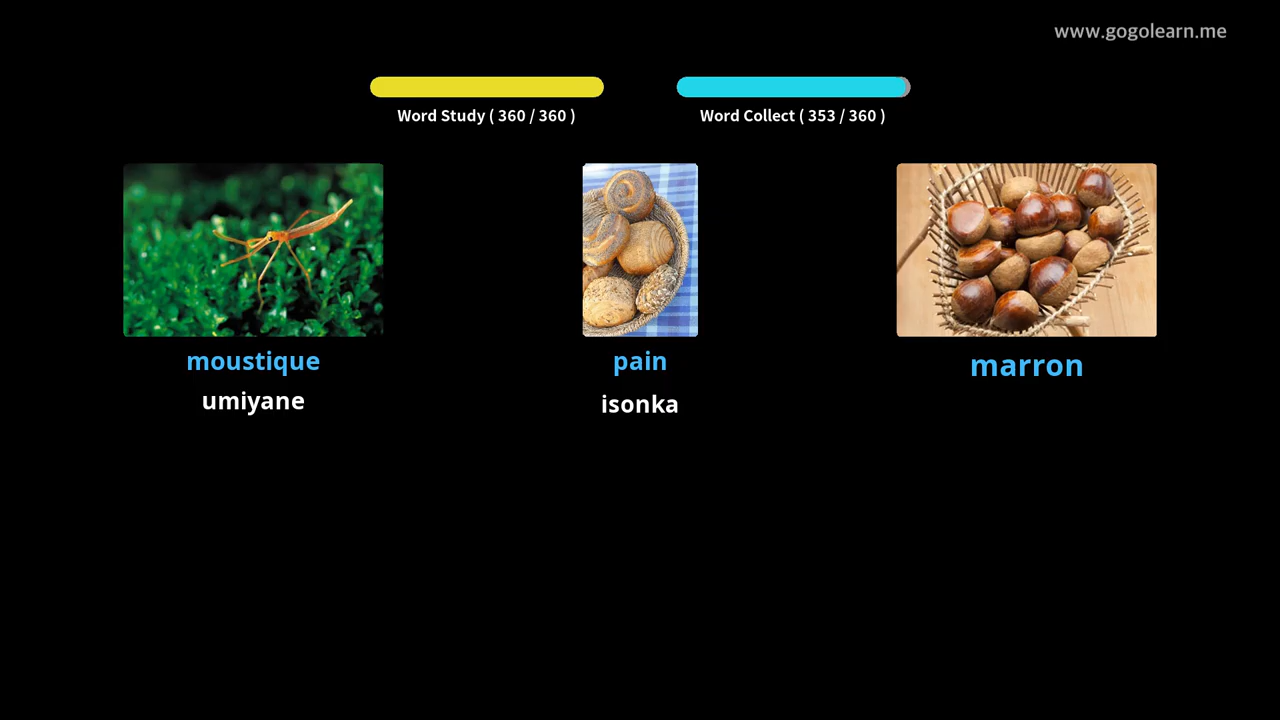 www.gogolearn.me
Word Study ( 360 / 360 )
Word Collect ( 353 / 360 )
moustique
umiyane
pain
isonka
marron